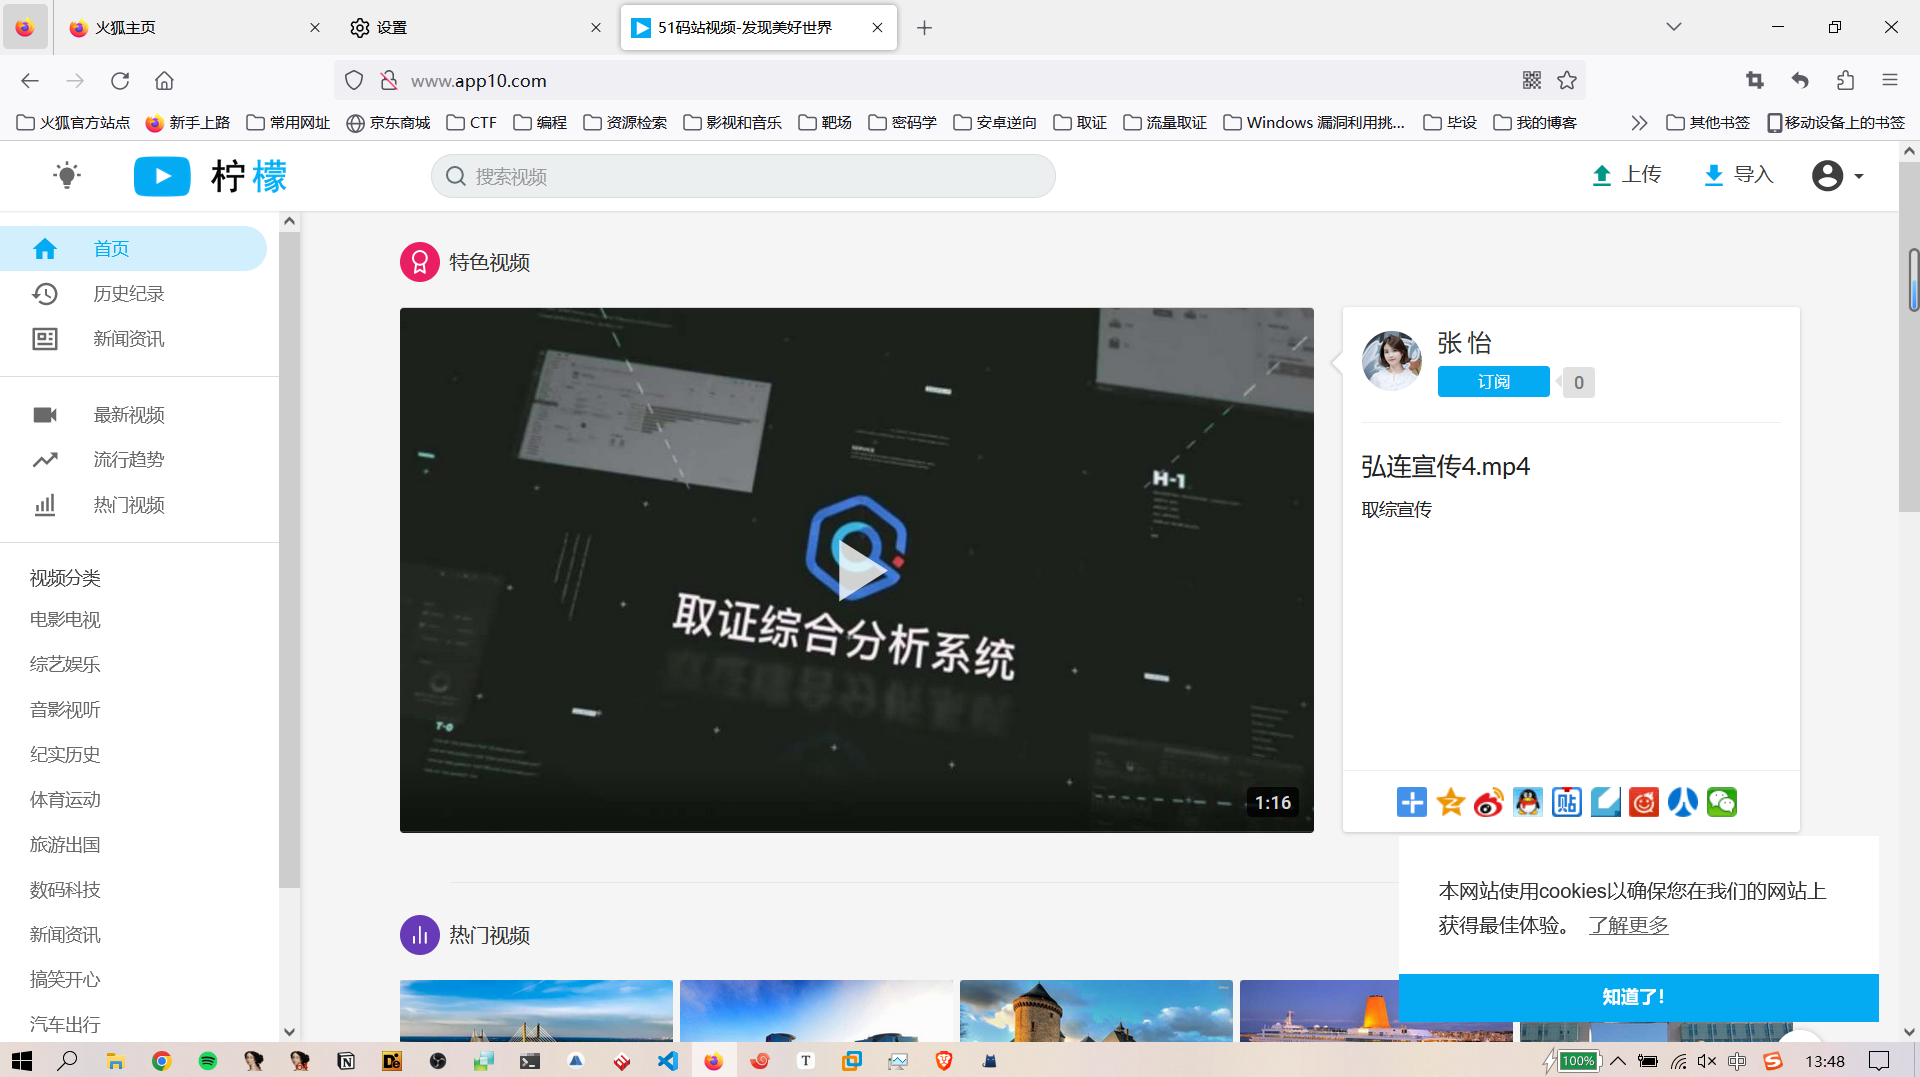 火狐主页
设置
51码站视频-发现美好世界
www.app10.com
火狐官方站点
新手上路
常用网址
京东商城
CTF
编程
资源检索
影视和音乐
靶场
密码学
安卓逆向
取证
流量取证
Windows 漏洞利用挑...
毕设
我的博客
其他书签
移动设备上的书签
柠檬
搜索视频
上传
导入
首页
历史纪录
新闻资讯
最新视频
流行趋势
热门视频
视频分类
电影电视
综艺娱乐
音影视听
纪实历史
体育运动
旅游出国
数码科技
新闻资讯
搞笑开心
汽车出行
特色视频
SERVICE
H-1
取证综合分析系统
T-0
1:16
张 怡
订阅
0
弘连宣传4.mp4
取综宣传
贴
热门视频
本网站使用cookies以确保您在我们的网站上
获得最佳体验。 了解更多
知道了!
100%
中
13:48